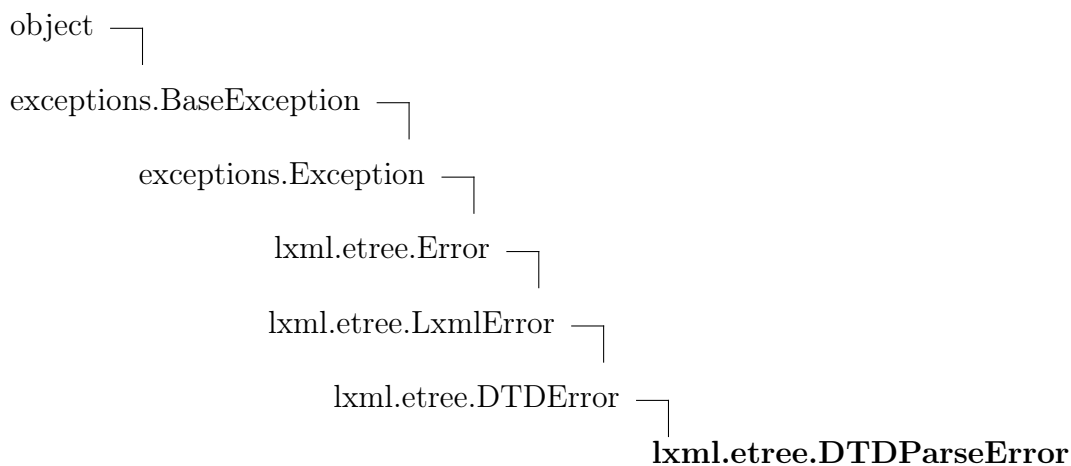 object
exceptions.BaseException
exceptions.Exception
lxml.etree.Error
lxml.etree.LxmlError
lxml.etree.DTDError
lxml.etree.DTDParseError